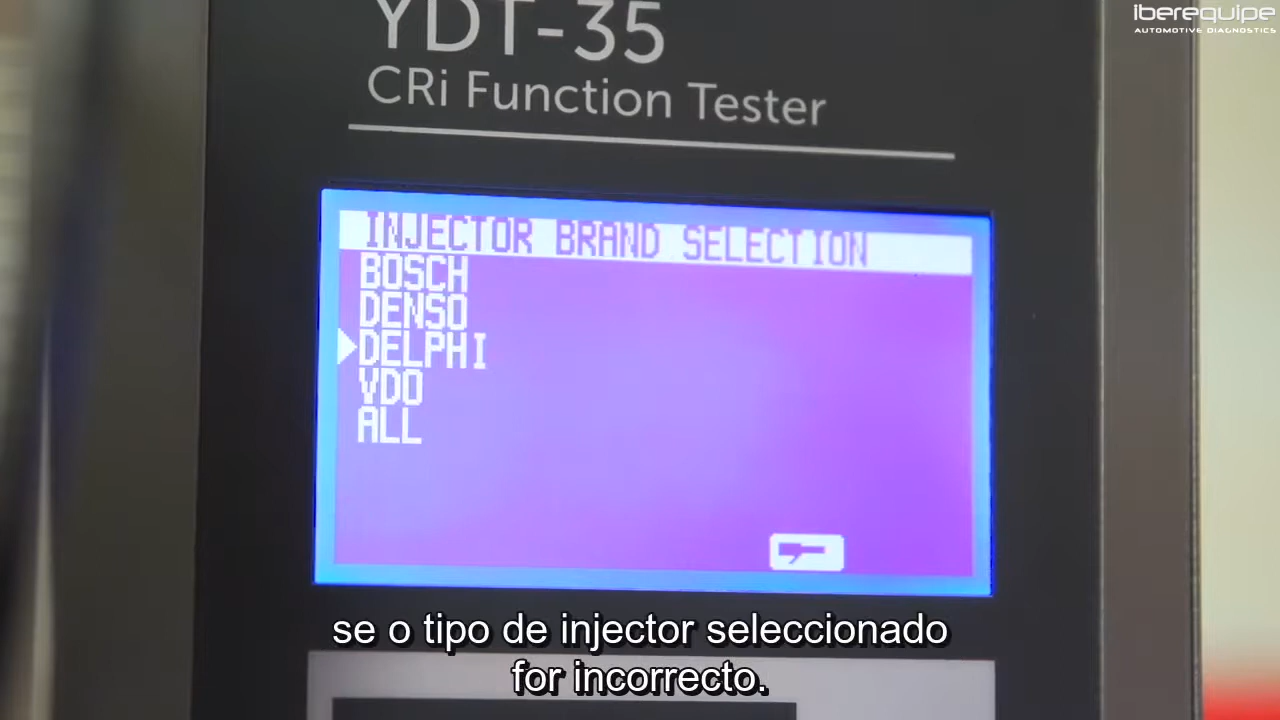 iberequipe
AUTOMOTIVE DIAGNOSTICS
YDT-35
CRi Function Tester
INJECTOR BRAND SELECTION
BOSCH
DENSO
DELPHI
VDO
ALL
se o tipo de injector seleccionado
for incorrecto.